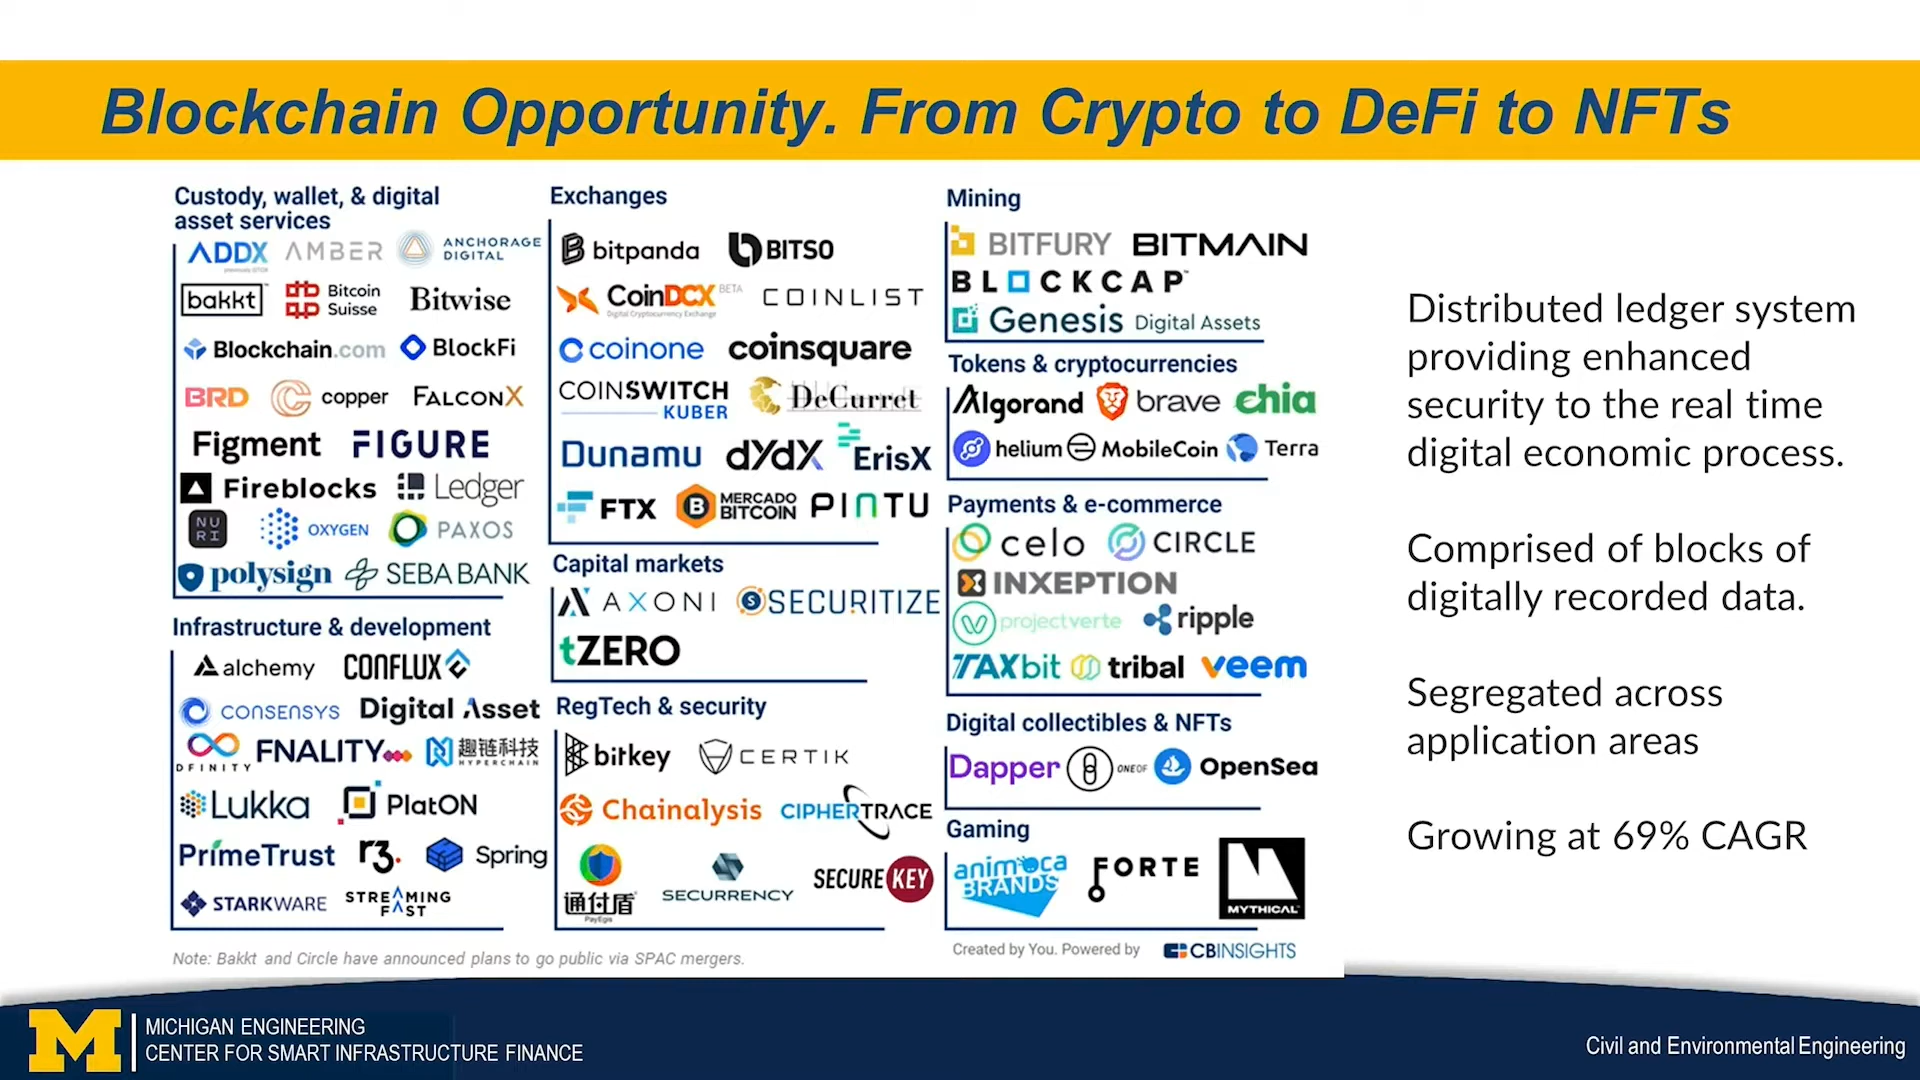 Blockchain Opportunity. From Crypto to DeFi to NFTs
Custody, wallet, & digital
asset services
ADDX
AMBER
ANCHORAGE
DIGITAL
bakkt
Bitcoin
Suisse
Bitwise
Blockchain.com
BlockFi
BRD
copper
FALCONX
Figment
FIGURE
Fireblocks
Ledger
NU
RI
OXYGEN
PAXOS
polysign
SEBA BANK
Infrastructure & development
alchemy
CONFLUX
CONSENSYS
Digital Asset
DFINITY
FNALITY
趣链科技
HYPERCHAIN
Lukka
PlatON
PrimeTrust
r3.
Spring
STARKWARE
STREAMING
FAST
Note: Bakkt and Circle have announced plans to go public via SPAC mergers.
Exchanges
bitpanda
BITSO
CoinDCX BETA
Digital Cryptocurrency Exchange
COINLIST
coinone
coinsquare
COINSWITCH
KUBER
DeCurret
Dunamu
dYdX
ErisX
FTX
MERCADO
BITCOIN
PINTU
Capital markets
AXONI
SECURITIZE
tZERO
RegTech & security
bitkey
CERTIK
Chainalysis
CIPHERTRACE
通付盾
PayEgis
SECURRENCY
SECUREKEY
Mining
BITFURY
BITMAIN
BLOCKCAP™
Genesis Digital Assets
Tokens & cryptocurrencies
Algorand
brave
chia
helium
MobileCoin
Terra
Payments & e-commerce
celo
CIRCLE
INXEPTION
projectverte
ripple
TAXbit
tribal
veem
Digital collectibles & NFTs
Dapper
ONEOF
OpenSea
Gaming
animoca
BRANDS
FORTE
MYTHICAL
Created by You. Powered by
CBINSIGHTS
Distributed ledger system
providing enhanced
security to the real time
digital economic process.
Comprised of blocks of
digitally recorded data.
Segregated across
application areas
Growing at 69% CAGR
M
MICHIGAN ENGINEERING
CENTER FOR SMART INFRASTRUCTURE FINANCE
Civil and Environmental Engineering